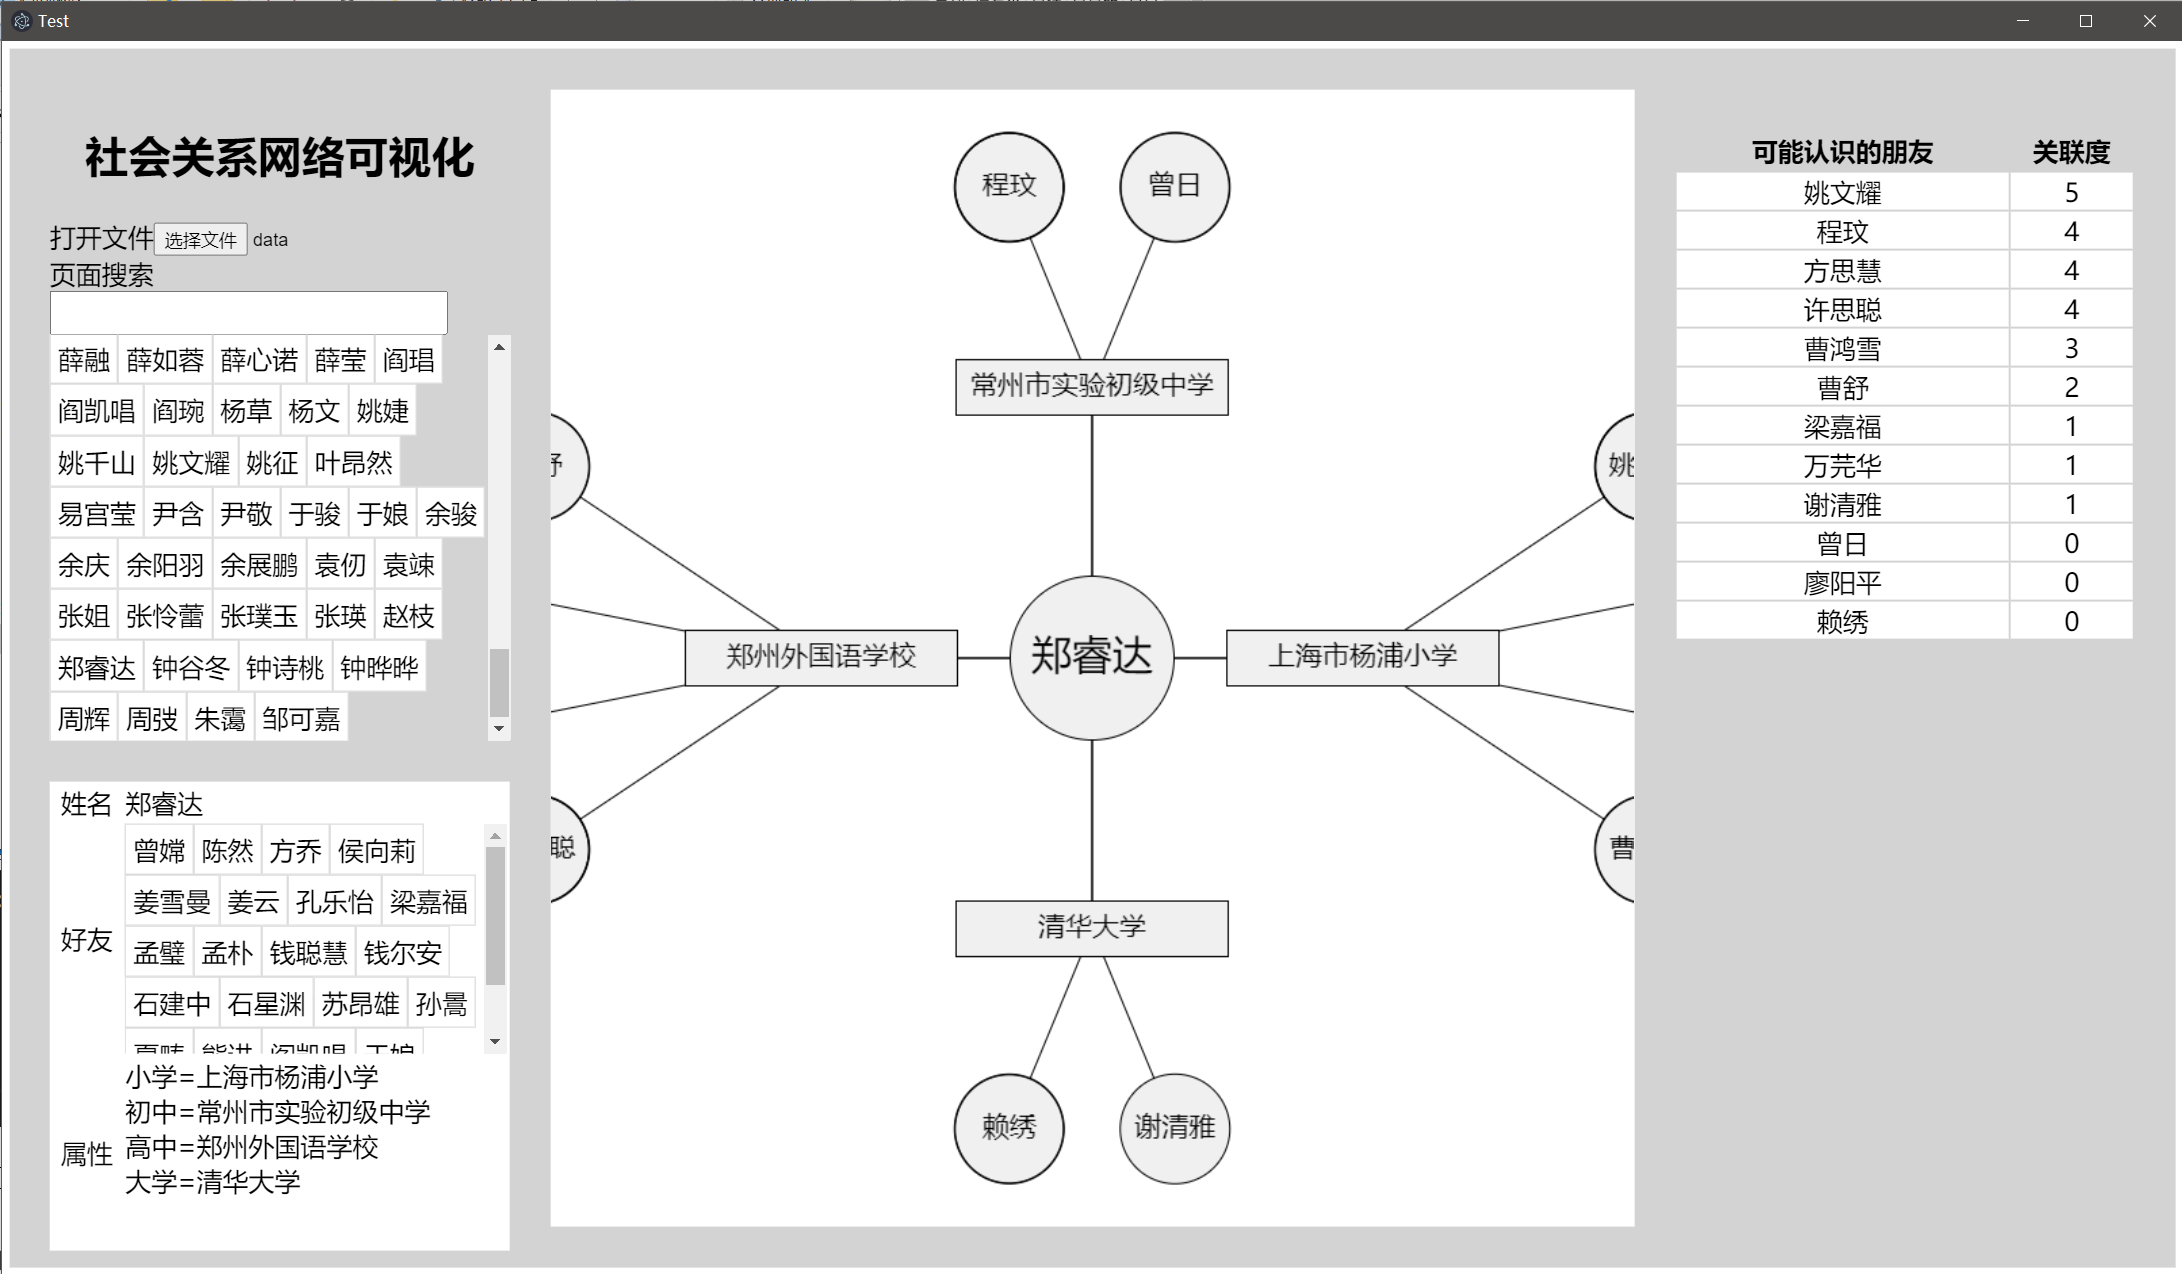 Test
社会关系网络可视化
打开文件 选择文件 data
页面搜索
薛融 薛如蓉 薛心诺 薛莹 阎琩
阎凯唱 阎琬 杨草 杨文 姚婕
姚千山 姚文耀 姚征 叶昂然
易宫莹 尹含 尹敬 于骏 于娘 余骏
余庆 余阳羽 余展鹏 袁仞 袁竦
张姐 张怜蕾 张璞玉 张瑛 赵枝
郑睿达 钟谷冬 钟诗桃 钟晔晔
周辉 周弢 朱霭 邹可嘉
姓名 郑睿达
好友
曾嫦 陈然 方乔 侯向莉
姜雪曼 姜云 孔乐怡 梁嘉福
孟璧 孟朴 钱聪慧 钱尔安
石建中 石星渊 苏昂雄 孙暠
属性
小学=上海市杨浦小学
初中=常州市实验初级中学
高中=郑州外国语学校
大学=清华大学
程玟 曾日
常州市实验初级中学
姚
郑州外国语学校 郑睿达 上海市杨浦小学
聪 曹
清华大学
赖绣 谢清雅
可能认识的朋友 关联度
姚文耀 5
程玟 4
方思慧 4
许思聪 4
曹鸿雪 3
曹舒 2
梁嘉福 1
万芫华 1
谢清雅 1
曾日 0
廖阳平 0
赖绣 0